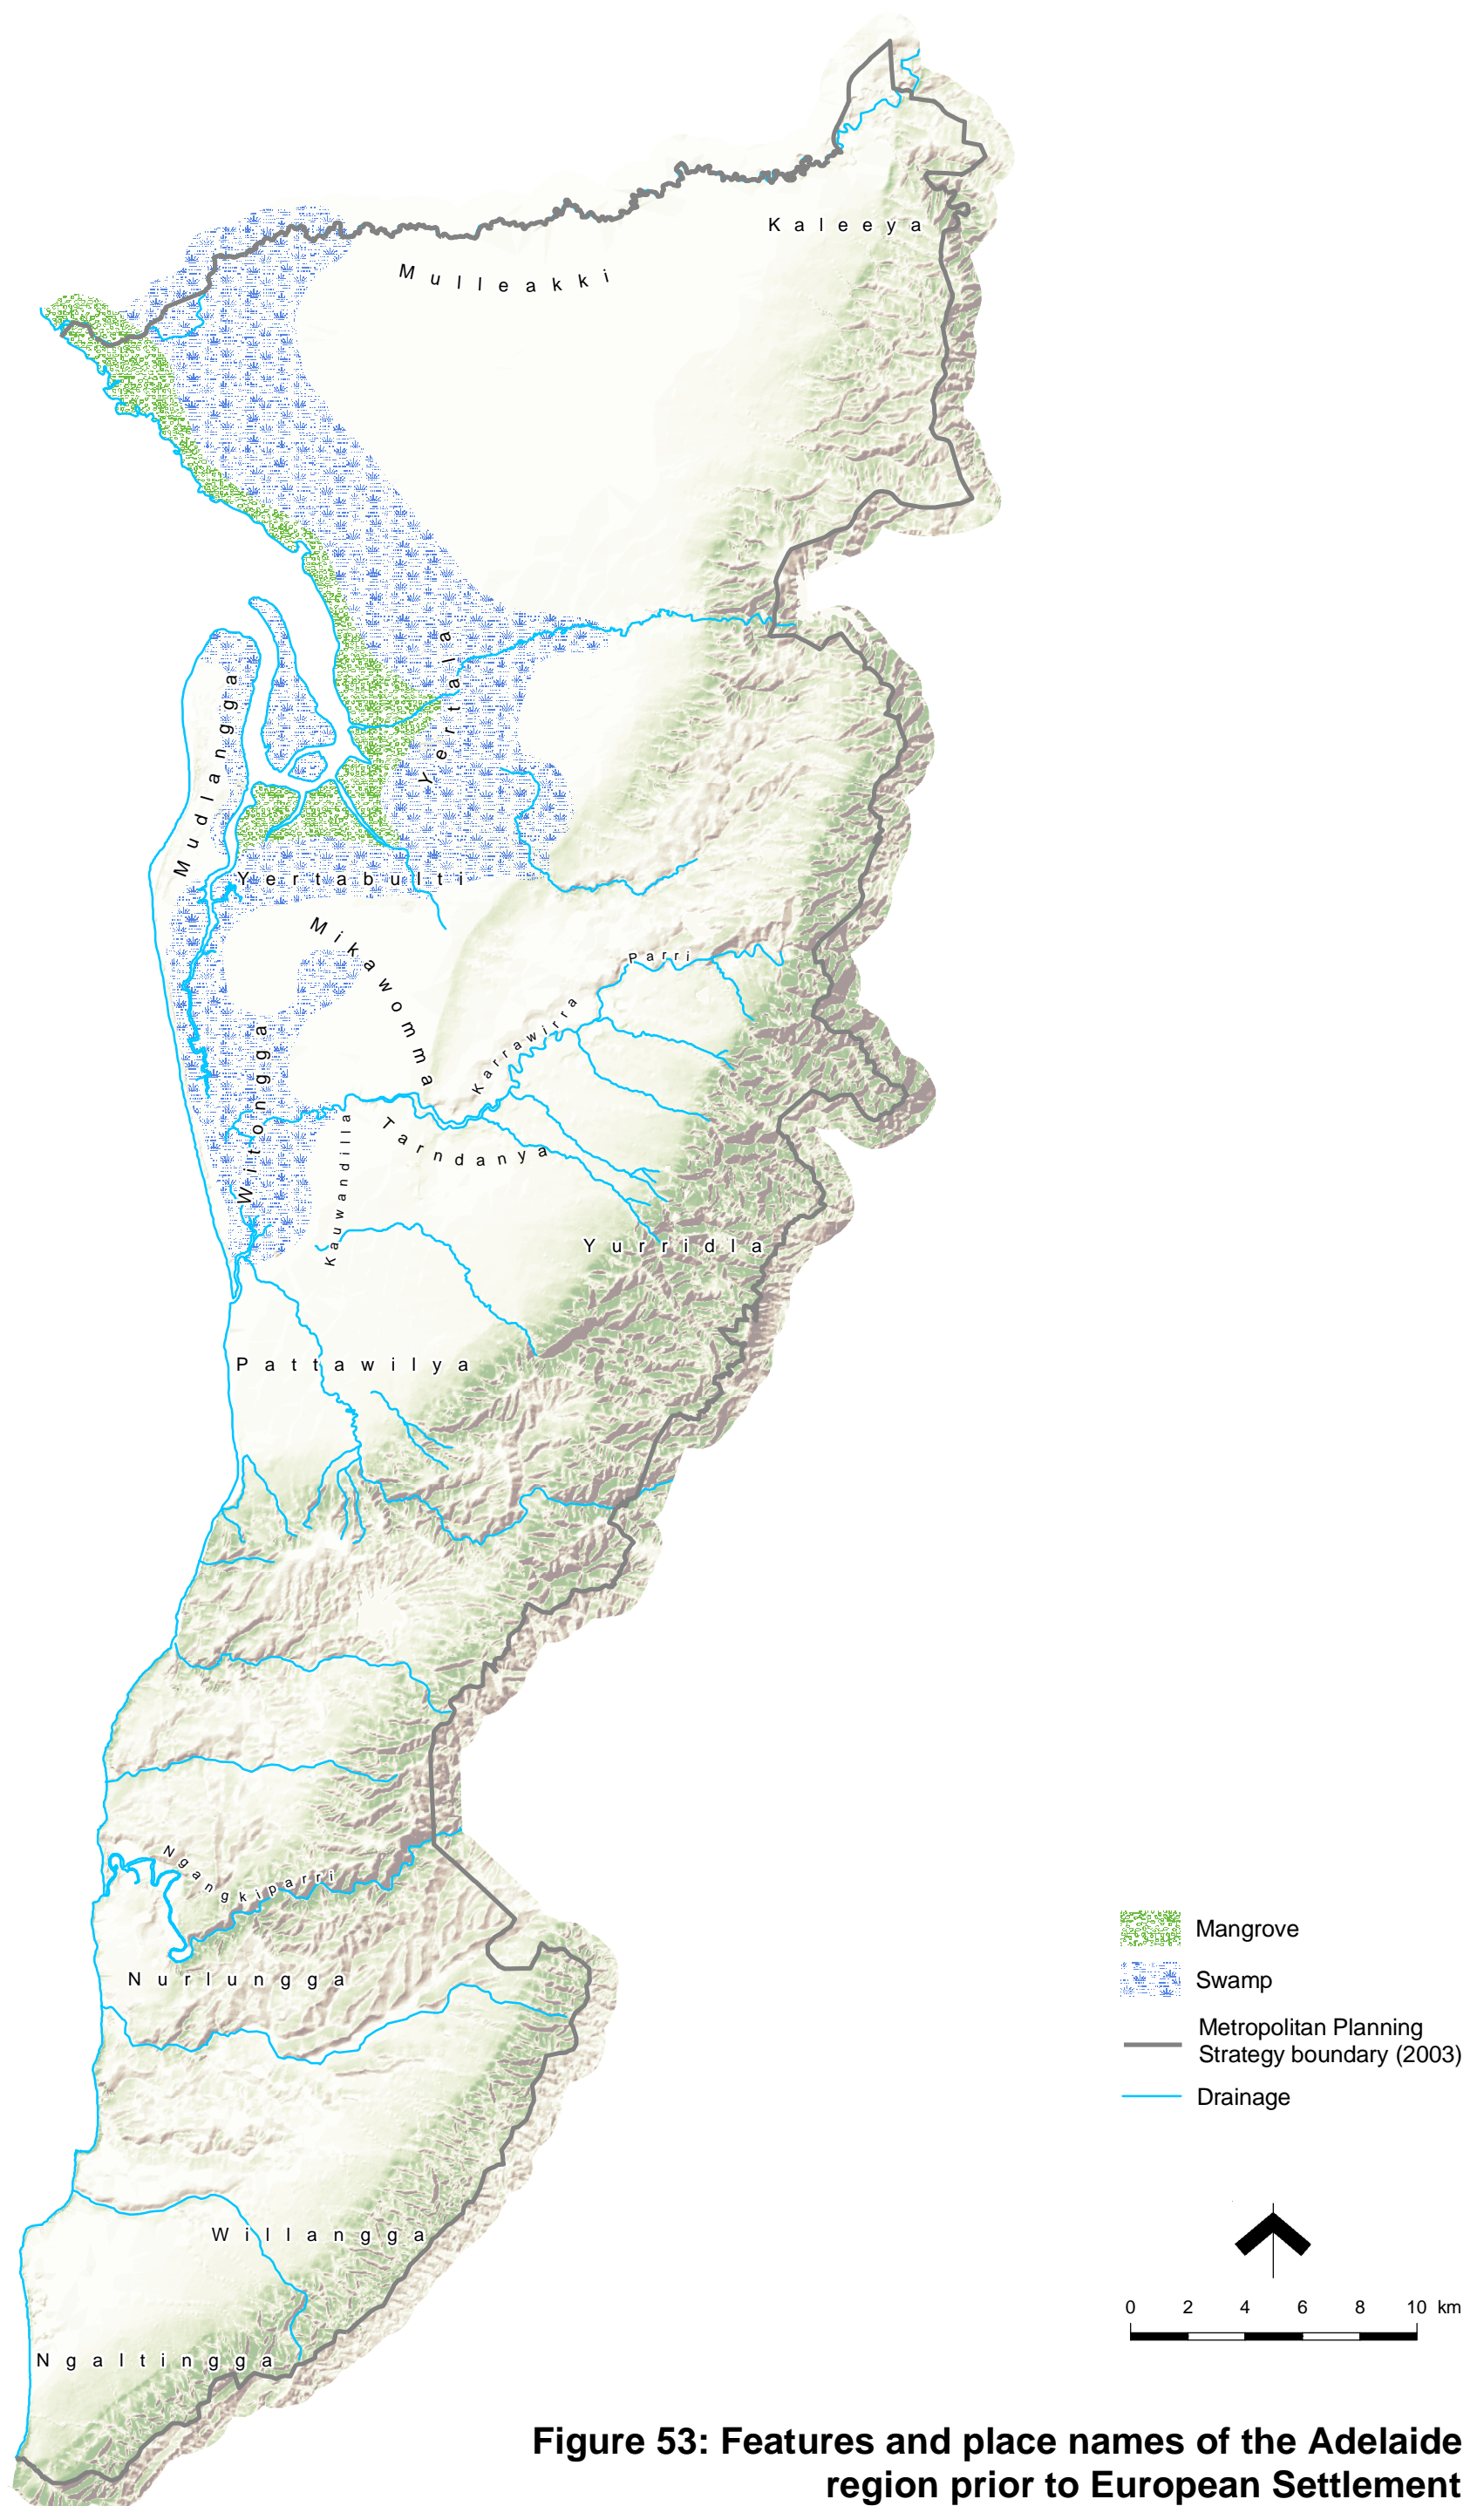 Kaleeya
Mulleakki
Yertala
Mudlangga
Yertabulti
Mikawomma
Parri
Karrawirra
Witongga
Kauwandilla
Tarndanya
Yurridla
Pattawilya
Ngangkiparri
Nurlungga
Willangga
Ngaltingga
Mangrove
Swamp
Metropolitan Planning
Strategy boundary (2003)
Drainage
0 2 4 6 8 10 km
Figure 53: Features and place names of the Adelaide
region prior to European Settlement